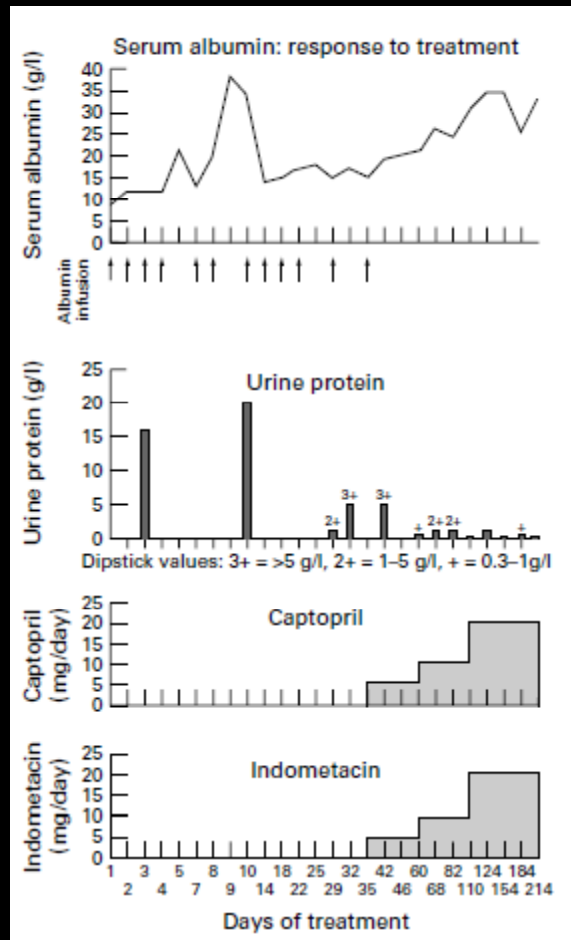 Serum albumin: response to treatment
Serum albumin (g/l)
40
35
30
25
20
15
10
5
0
Albumin
infusion
Urine protein
Urine protein (g/l)
25
20
15
10
5
0
2+
3+
3+
+
2+
2+
+
Dipstick values: 3+ = >5 g/l, 2+ = 1–5 g/l, + = 0.3–1g/l
Captopril
Captopril
(mg/day)
25
20
15
10
5
0
Indometacin
Indometacin
(mg/day)
25
20
15
10
5
0
1 3 5 8 10 18 25 32 42 60 82 124 184
2 4 7 9 14 22 29 35 46 68 110 154 214
Days of treatment